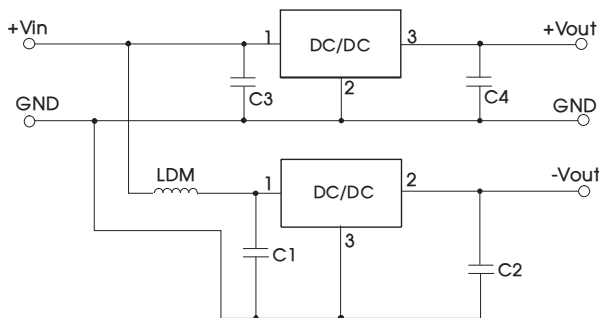 +Vin
1
DC/DC
3
+Vout
C3
2
C4
GND
GND
LDM
1
DC/DC
2
-Vout
C1
3
C2